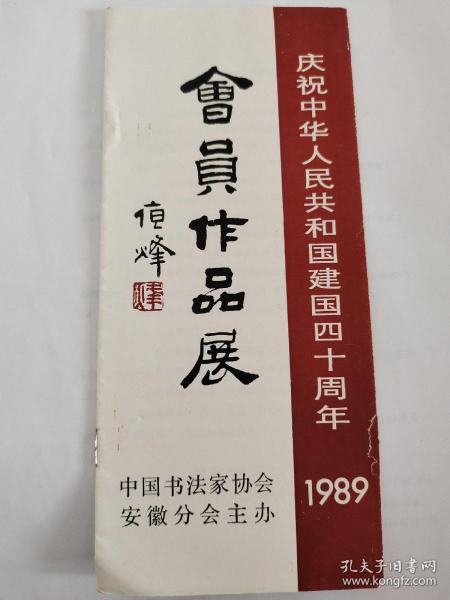 庆祝中华人民共和国建国四十周年
1989
會員作品展
中国书法家协会
安徽分会主办
孔夫子旧书网
www.kongfz.com